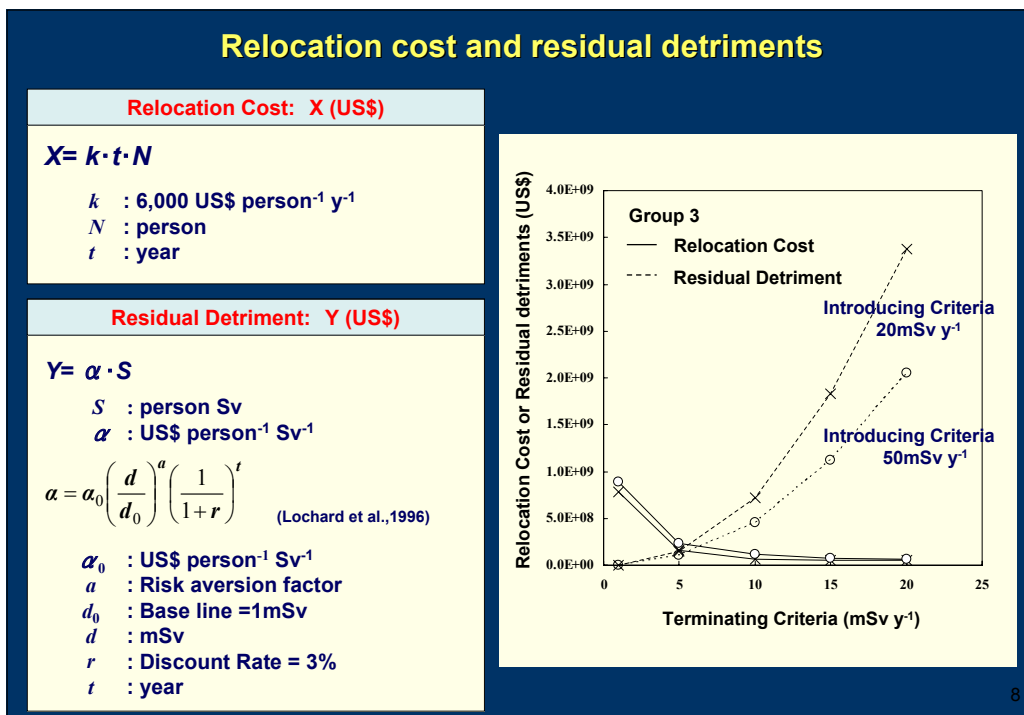 Relocation cost and residual detriments
Relocation Cost: X (US$)
X= k·t·N
k : 6,000 US$ person⁻¹ y⁻¹
N : person
t : year
Residual Detriment: Y (US$)
Y= α·S
S : person Sv
α : US$ person⁻¹ Sv⁻¹
α = α₀(d/d₀)ᵃ(1/(1+r))ᵗ (Lochard et al.,1996)
α₀ : US$ person⁻¹ Sv⁻¹
a : Risk aversion factor
d₀ : Base line =1mSv
d : mSv
r : Discount Rate = 3%
t : year
Relocation Cost or Residual detriments (US$)
4.0E+09
3.5E+09
3.0E+09
2.5E+09
2.0E+09
1.5E+09
1.0E+09
5.0E+08
0.0E+00
Group 3
Relocation Cost
Residual Detriment
Introducing Criteria
20mSv y⁻¹
Introducing Criteria
50mSv y⁻¹
0 5 10 15 20 25
Terminating Criteria (mSv y⁻¹)
8